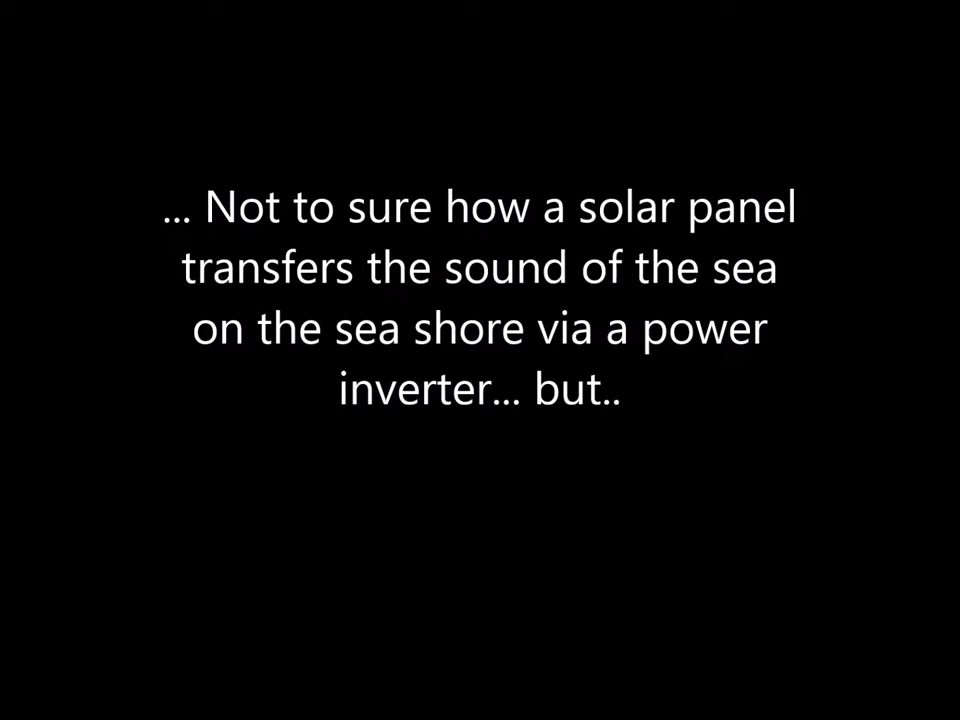 ... Not to sure how a solar panel
transfers the sound of the sea
on the sea shore via a power
inverter... but..